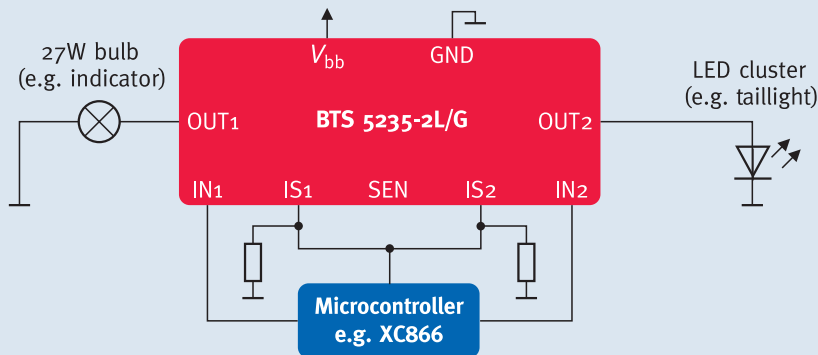 27W bulb
(e.g. indicator)
Vbb
GND
LED cluster
(e.g. taillight)
OUT1
BTS 5235-2L/G
OUT2
IN1
IS1
SEN
IS2
IN2
Microcontroller
e.g. XC866